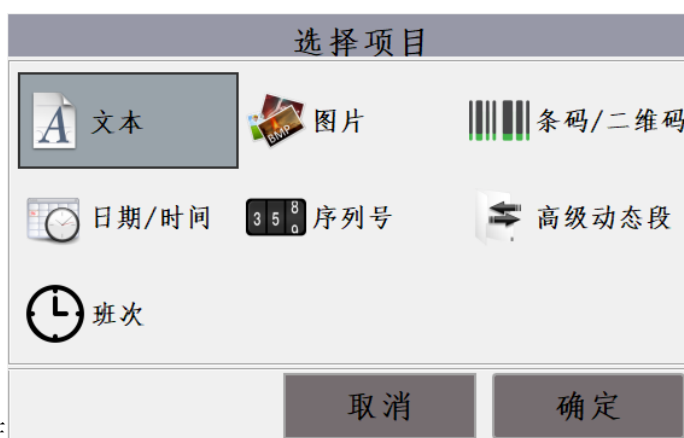 选择项目
文本
图片
条码/二维码
日期/时间
序列号
高级动态段
班次
取消
确定